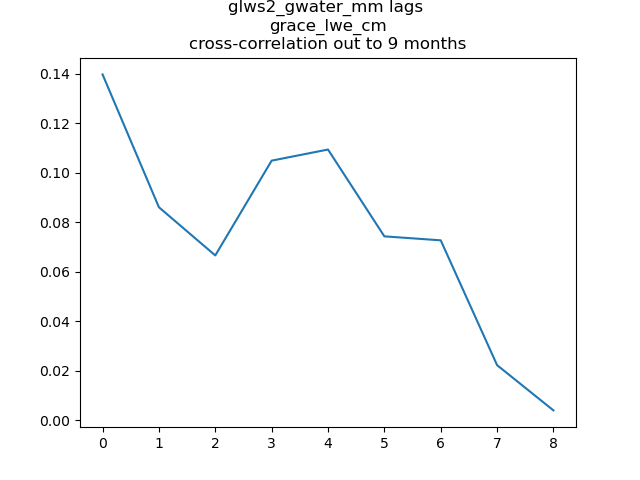 glws2_gwater_mm lags
grace_lwe_cm
cross-correlation out to 9 months
0.14
0.12
0.10
0.08
0.06
0.04
0.02
0.00
0 1 2 3 4 5 6 7 8